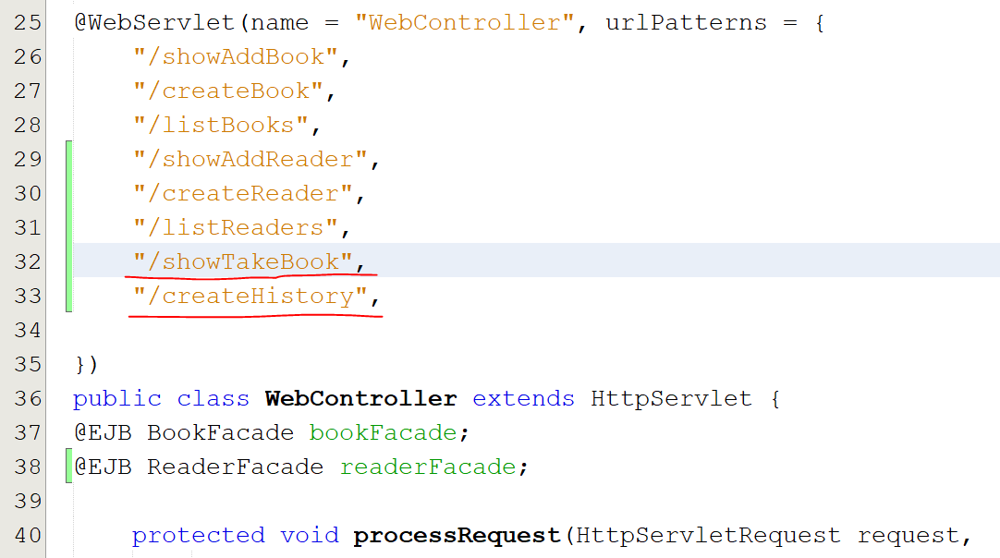 25 @WebServlet(name = "WebController", urlPatterns = {
26 "/showAddBook",
27 "/createBook",
28 "/listBooks",
29 "/showAddReader",
30 "/createReader",
31 "/listReaders",
32 "/showTakeBook",
33 "/createHistory",
34
35 })
36 public class WebController extends HttpServlet {
37 @EJB BookFacade bookFacade;
38 @EJB ReaderFacade readerFacade;
39
40 protected void processRequest(HttpServletRequest request,